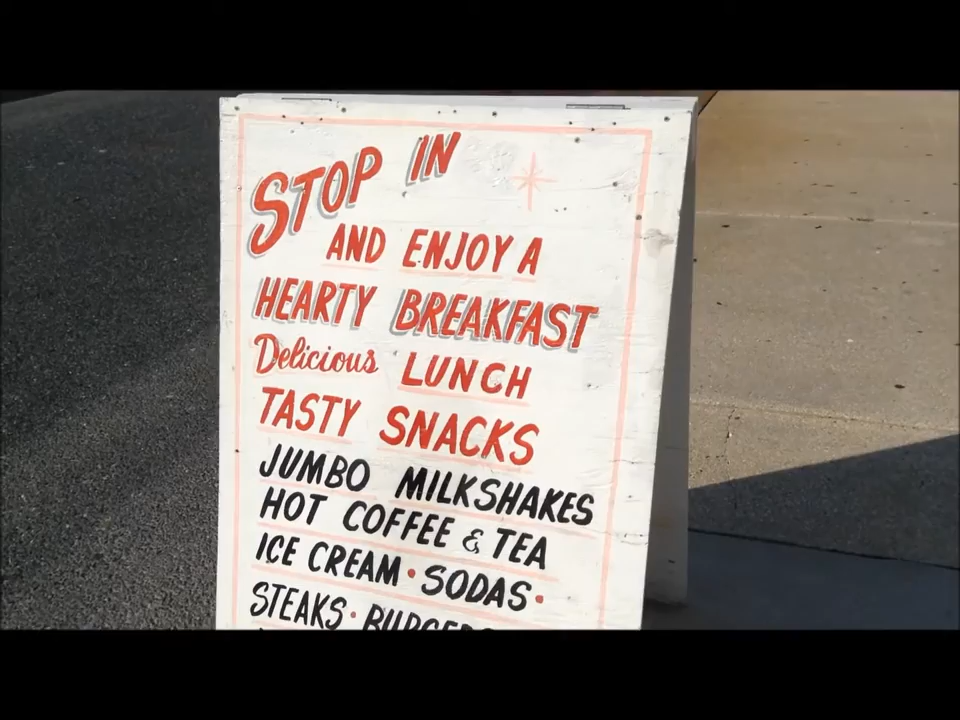 STOP IN
AND ENJOY A
HEARTY BREAKFAST
Delicious LUNCH
TASTY SNACKS
JUMBO MILKSHAKES
HOT COFFEE & TEA
ICE CREAM • SODAS •
STEAKS • BURGERS